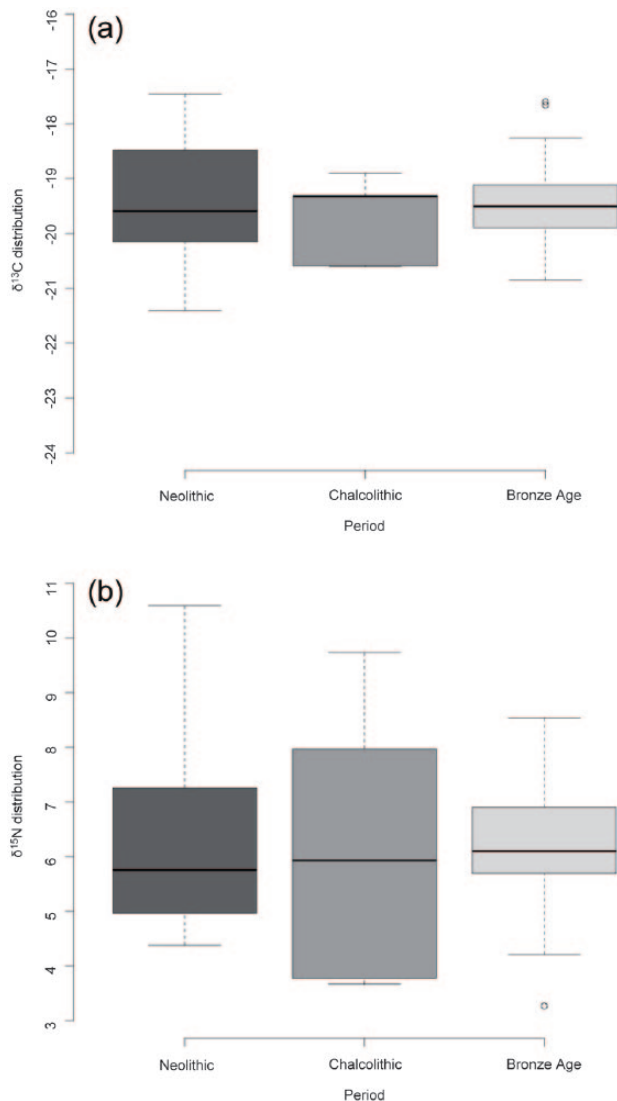 (a)
-16
-17
-18
-19
-20
-21
-22
-23
-24
δ13C distribution
Neolithic Chalcolithic Bronze Age
Period
(b)
11
10
9
8
7
6
5
4
3
δ15N distribution
Neolithic Chalcolithic Bronze Age
Period